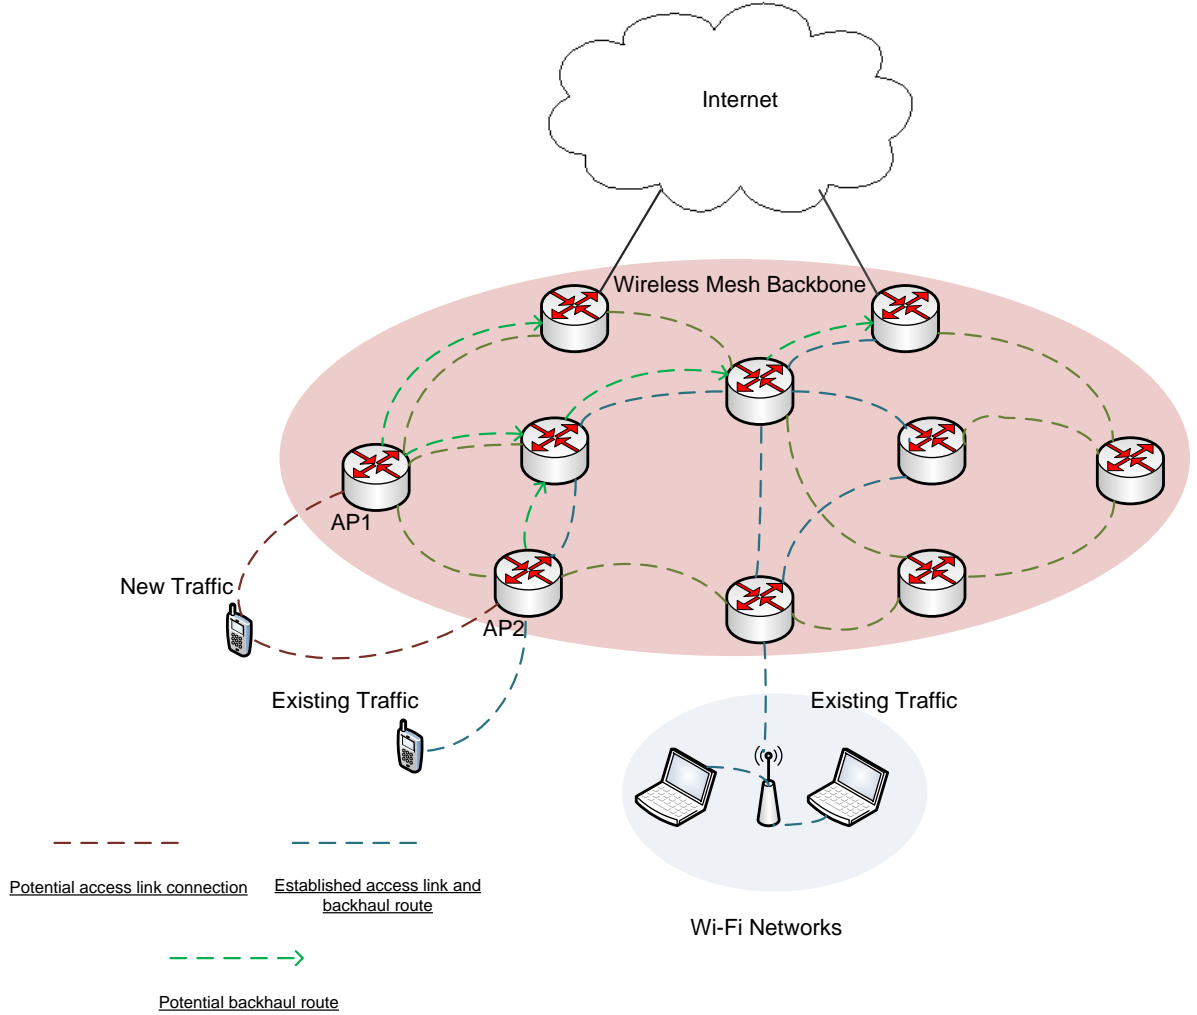 Internet
Wireless Mesh Backbone
AP1
New Traffic
AP2
Existing Traffic
Existing Traffic
Potential access link connection
Established access link and
backhaul route
Wi-Fi Networks
Potential backhaul route